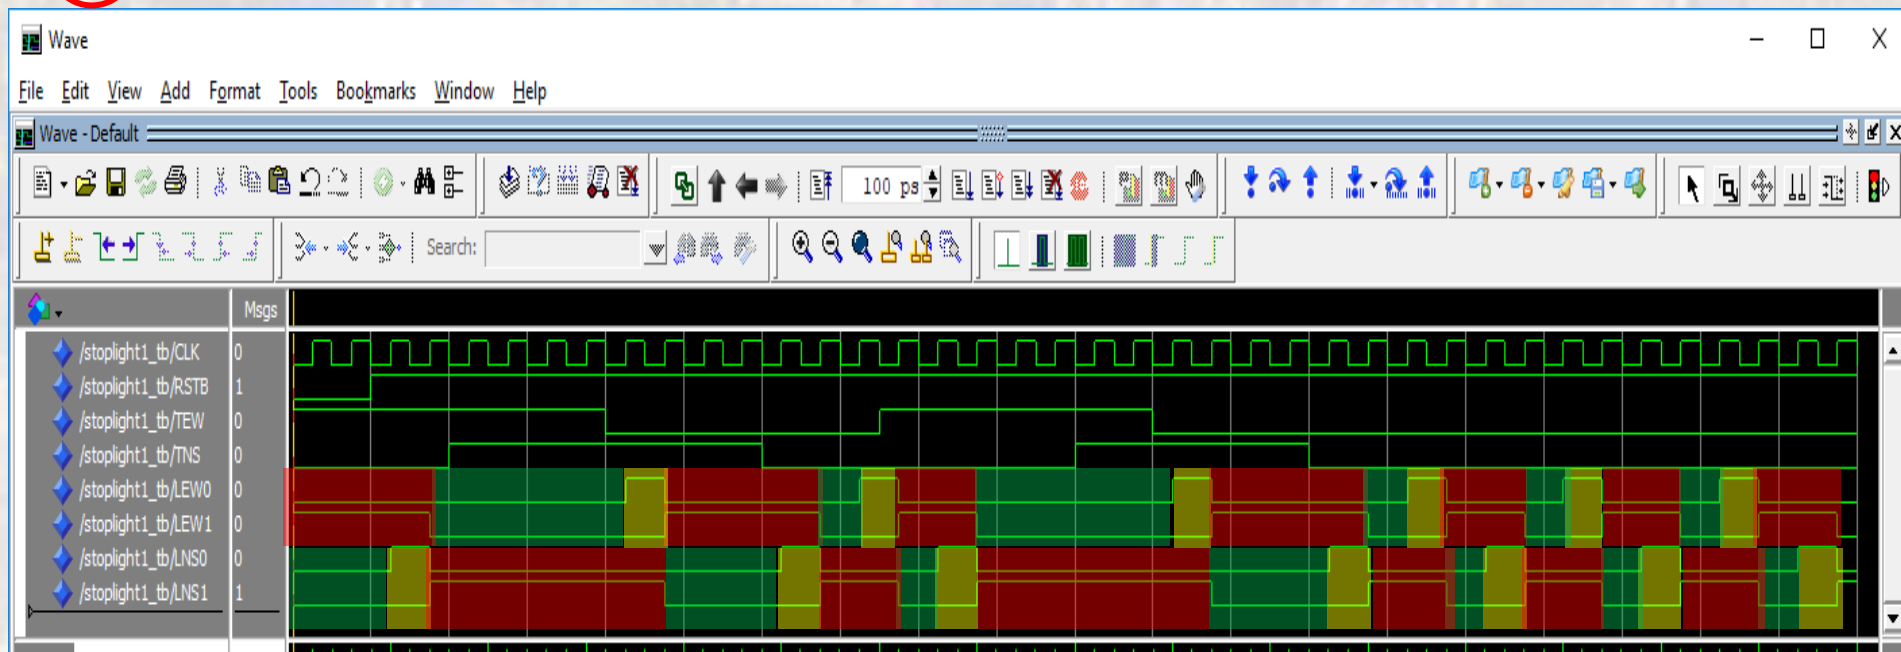 Wave
File Edit View Add Format Tools Bookmarks Window Help
Wave - Default
100 ps
Search:
Msgs
/stoplight1_tb/CLK 0
/stoplight1_tb/RSTB 1
/stoplight1_tb/TEW 0
/stoplight1_tb/TNS 0
/stoplight1_tb/LEW0 0
/stoplight1_tb/LEW1 0
/stoplight1_tb/LNS0 0
/stoplight1_tb/LNS1 1